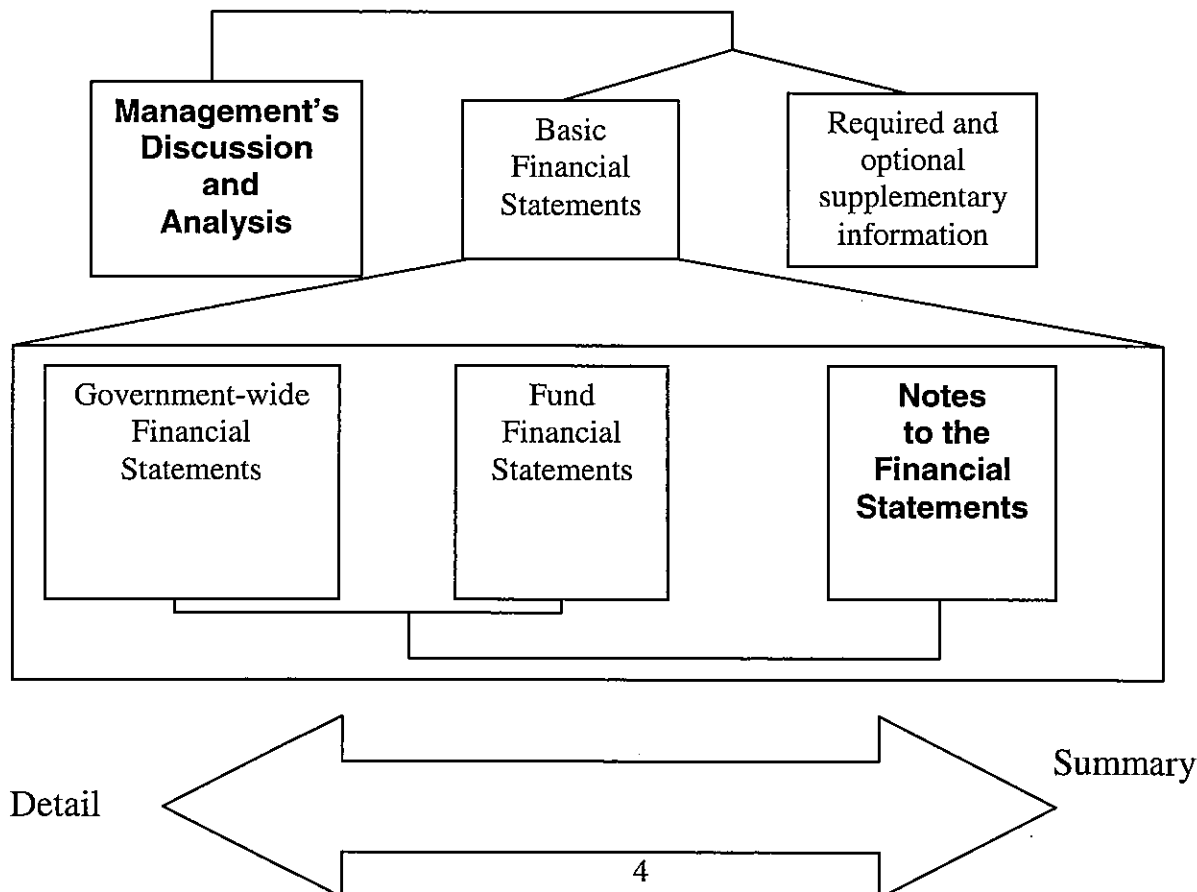 Management's
Discussion
and
Analysis
Basic
Financial
Statements
Required and
optional
supplementary
information
Government-wide
Financial
Statements
Fund
Financial
Statements
Notes
to the
Financial
Statements
Summary
Detail
4